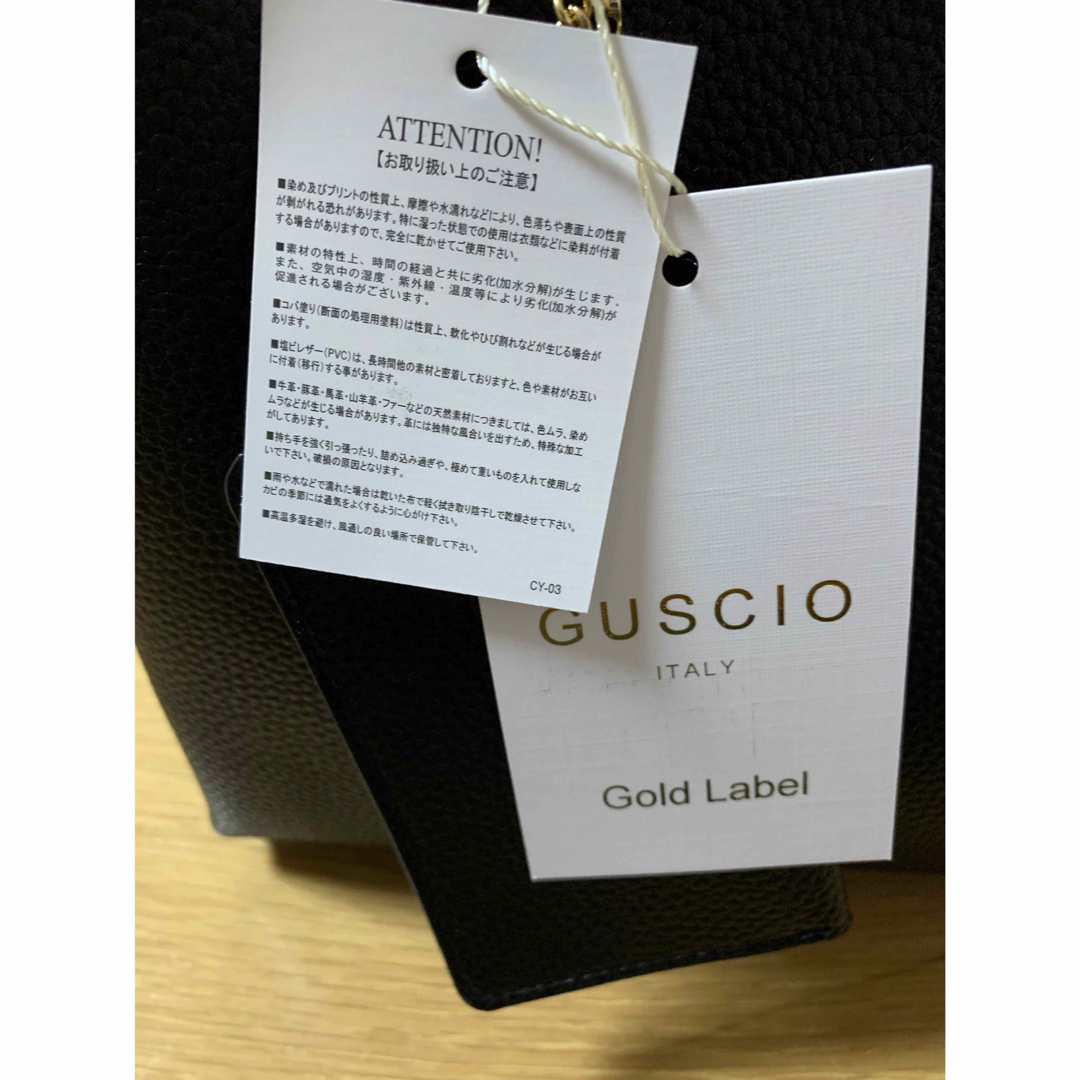 ATTENTION!
【お取り扱い上のご注意】
■染め及びプリントの性質上、摩擦や水濡れなどにより、色落ちや表面上の性質
が剥がれる恐れがあります。特に湿った状態での使用は衣類などに染料が付着
する場合がありますので、完全に乾かせてご使用下さい。
■素材の特性上、時間の経過と共に劣化(加水分解)が生じます。
また、空気中の湿度・紫外線・温度等により劣化(加水分解)が
促進される場合がございます。
■コバ塗り(断面の処理用塗料)は性質上、軟化やひび割れなどが生じる場合が
あります。
■塩ビレザー(PVC)は、長時間他の素材と密着しておりますと、色や素材がお互い
に付着(移行)する事があります。
■牛革・豚革・馬革・山羊革・ファーなどの天然素材につきましては、色ムラ、染め
ムラなどが生じる場合があります。革には独特な風合いを出すため、特殊な加工
がしてあります。
■持ち手を強く引っ張ったり、詰め込み過ぎや、極めて重いものを入れて使用しな
いで下さい。破損の原因となります。
■雨や水などで濡れた場合は乾いた布で軽く拭き取り陰干しで乾燥させて下さい。
カビの季節には通気をよくするように心がけ下さい。
■高温多湿を避け、風通しの良い場所で保管して下さい。
CY-03
GUSCIO
ITALY
Gold Label